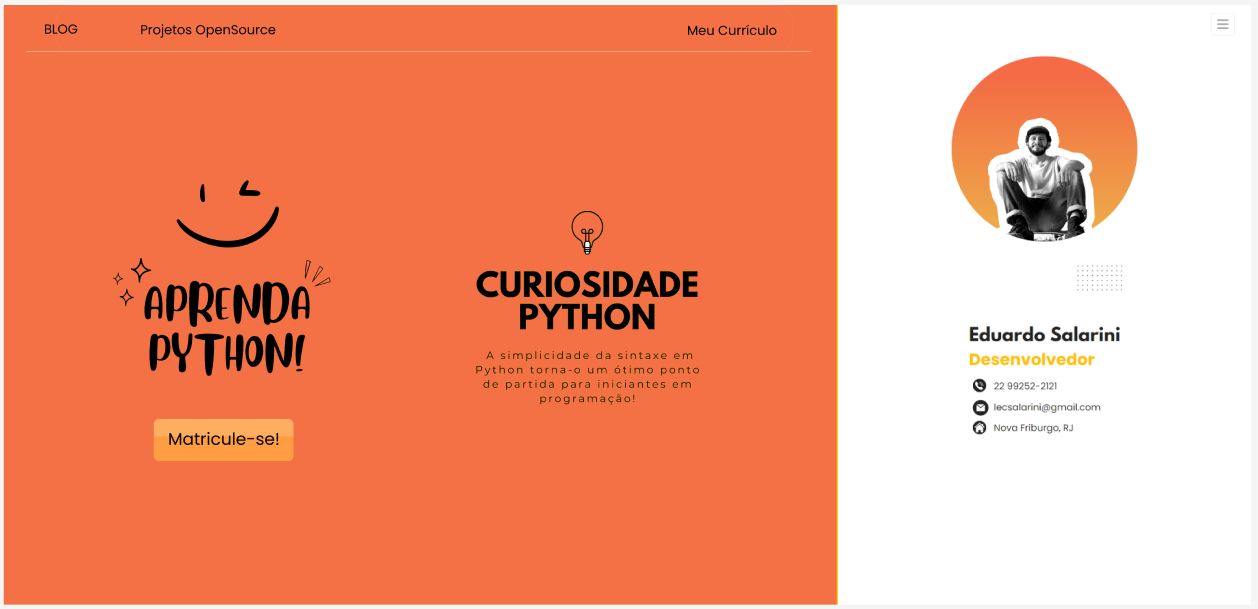 BLOG
Projetos OpenSource
Meu Currículo
APRENDA
PYTHON!
Matricule-se!
CURIOSIDADE
PYTHON
A simplicidade da sintaxe em
Python torna-o um ótimo ponto
de partida para iniciantes em
programação!
Eduardo Salarini
Desenvolvedor
22 99252-2121
lecsalarini@gmail.com
Nova Friburgo, RJ